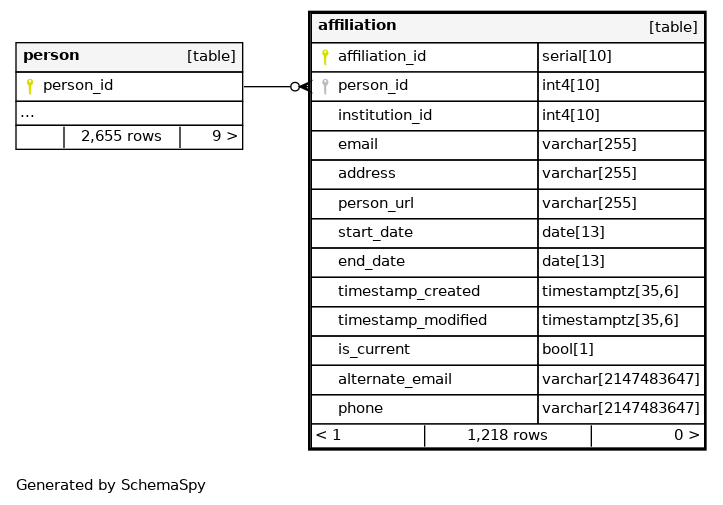 person [table]
person_id
...
2,655 rows 9 >
affiliation [table]
affiliation_id serial[10]
person_id int4[10]
institution_id int4[10]
email varchar[255]
address varchar[255]
person_url varchar[255]
start_date date[13]
end_date date[13]
timestamp_created timestamptz[35,6]
timestamp_modified timestamptz[35,6]
is_current bool[1]
alternate_email varchar[2147483647]
phone varchar[2147483647]
< 1 1,218 rows 0 >
Generated by SchemaSpy